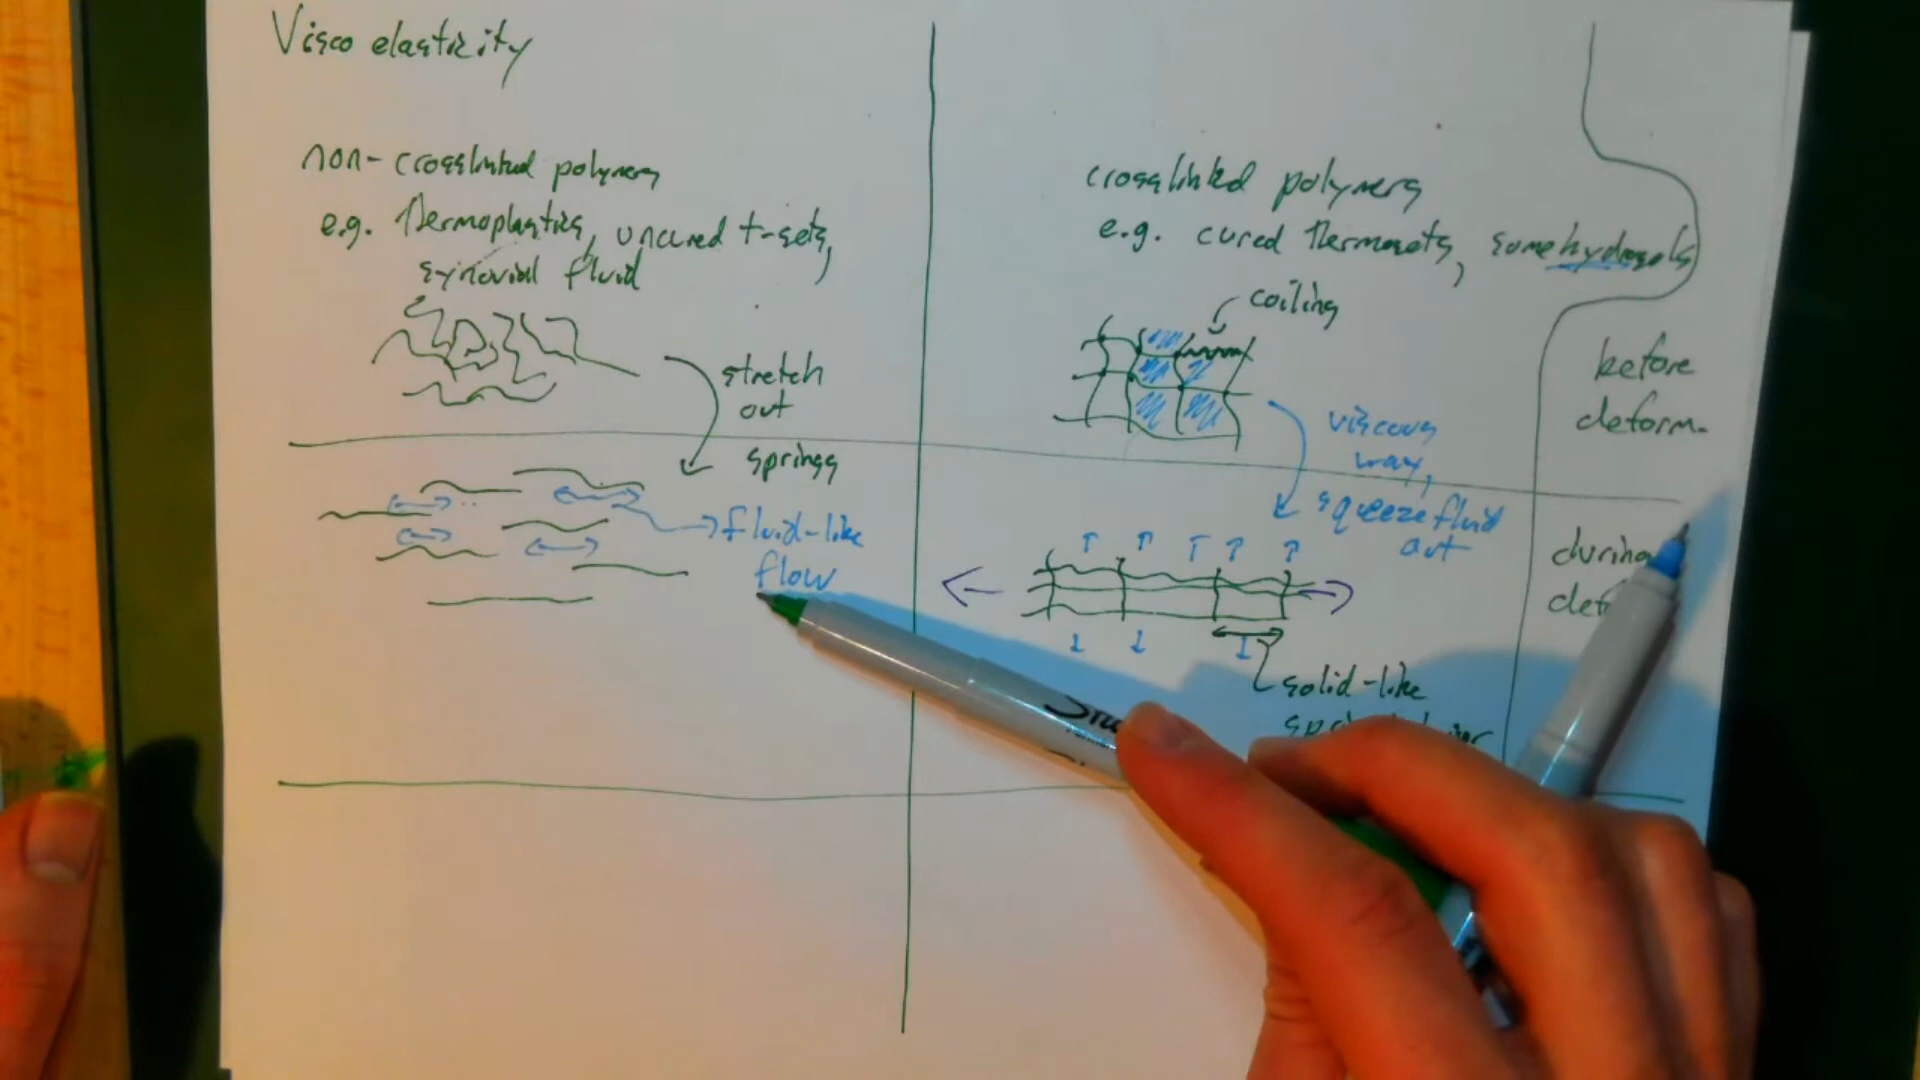 Visco elasticity
non-crosslinked polymers
e.g. thermoplastics, uncured t-sets,
synovial fluid
stretch
out
springs
fluid-like
flow
crosslinked polymers
e.g. cured thermosets, some hydrogels
coiling
viscous
way,
squeeze fluid
out
solid-like
before
deform.
during
def